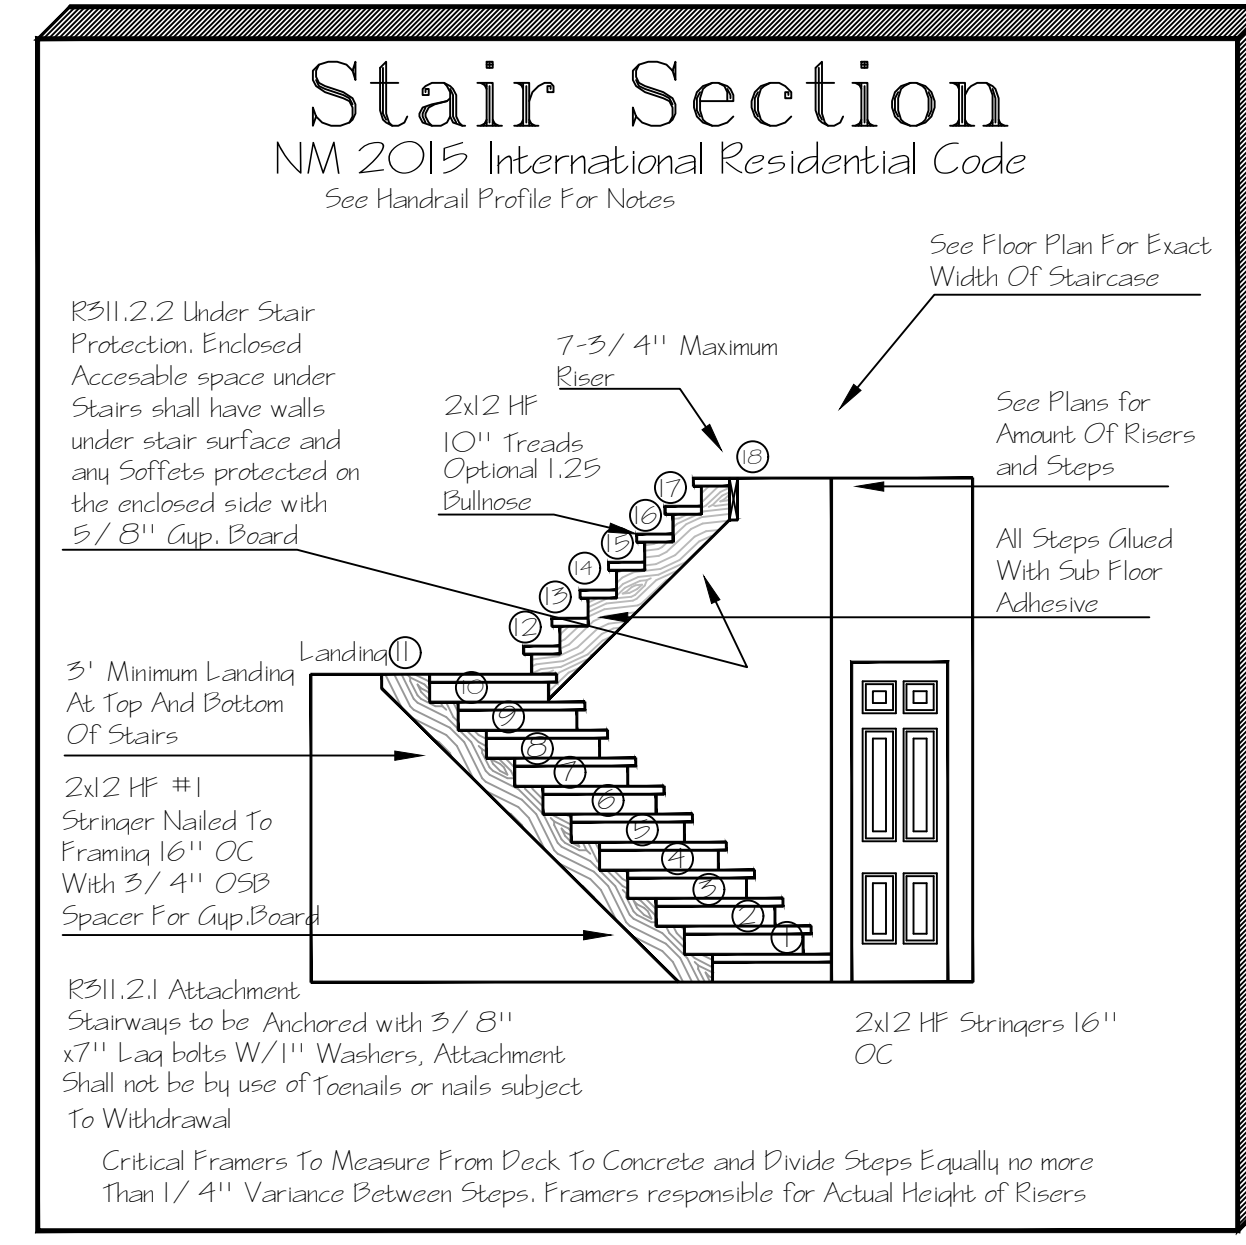 Stair Section
NM 2015 International Residential Code
See Handrail Profile For Notes
See Floor Plan For Exact
Width Of Staircase
R311.2.2 Under Stair
Protection. Enclosed
Accesable space under
Stairs shall have walls
under stair surface and
any Soffets protected on
the enclosed side with
5/8'' Gyp. Board
7-3/4'' Maximum
Riser
2x12 HF
10'' Treads
Optional 1.25
Bullnose
See Plans for
Amount Of Risers
and Steps
All Steps Glued
With Sub Floor
Adhesive
18
17
16
15
14
13
12
Landing 11
10
9
8
7
6
5
4
3
2
1
3' Minimum Landing
At Top And Bottom
Of Stairs
2x12 HF #1
Stringer Nailed To
Framing 16'' OC
With 3/4'' OSB
Spacer For Gyp.Board
R311.2.1 Attachment
Stairways to be Anchored with 3/8''
x7'' Lag bolts W/1'' Washers, Attachment
Shall not be by use of Toenails or nails subject
To Withdrawal
2x12 HF Stringers 16''
OC
Critical Framers To Measure From Deck To Concrete and Divide Steps Equally no more
Than 1/4'' Variance Between Steps. Framers responsible for Actual Height of Risers